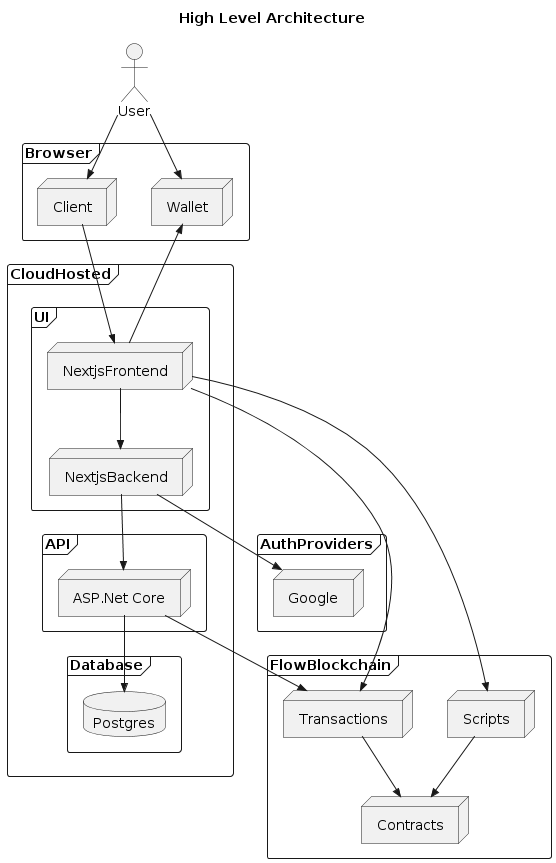 High Level Architecture
User
Browser
Client
Wallet
CloudHosted
UI
NextjsFrontend
NextjsBackend
API
AuthProviders
ASP.Net Core
Google
Database
FlowBlockchain
Postgres
Transactions
Scripts
Contracts